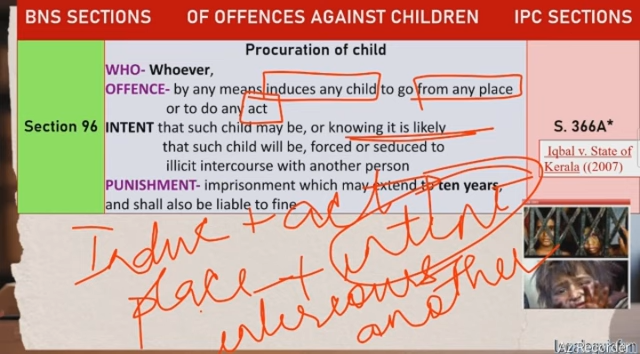 BNS SECTIONS OF OFFENCES AGAINST CHILDREN IPC SECTIONS
Procuration of child
WHO- Whoever,
OFFENCE- by any means induces any child to go from any place
or to do any act
Section 96
INTENT that such child may be, or knowing it is likely
that such child will be, forced or seduced to
illicit intercourse with another person
PUNISHMENT- imprisonment which may extend to ten years,
and shall also be liable to fine
S. 366A*
Iqbal v. State of
Kerala ((2007)
Induc + act
place + intent
another
AZ Recorder